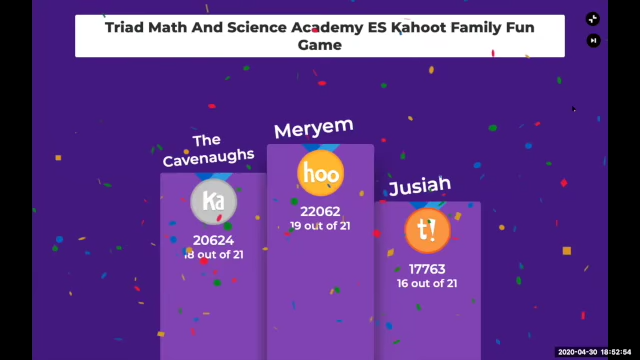 Triad Math And Science Academy ES Kahoot Family Fun
Game
The
Cavenaughs
Meryem
Jusiah
Ka
hoo
t!
20624
18 out of 21
22062
19 out of 21
17763
16 out of 21
2020-04-30 18:52:54